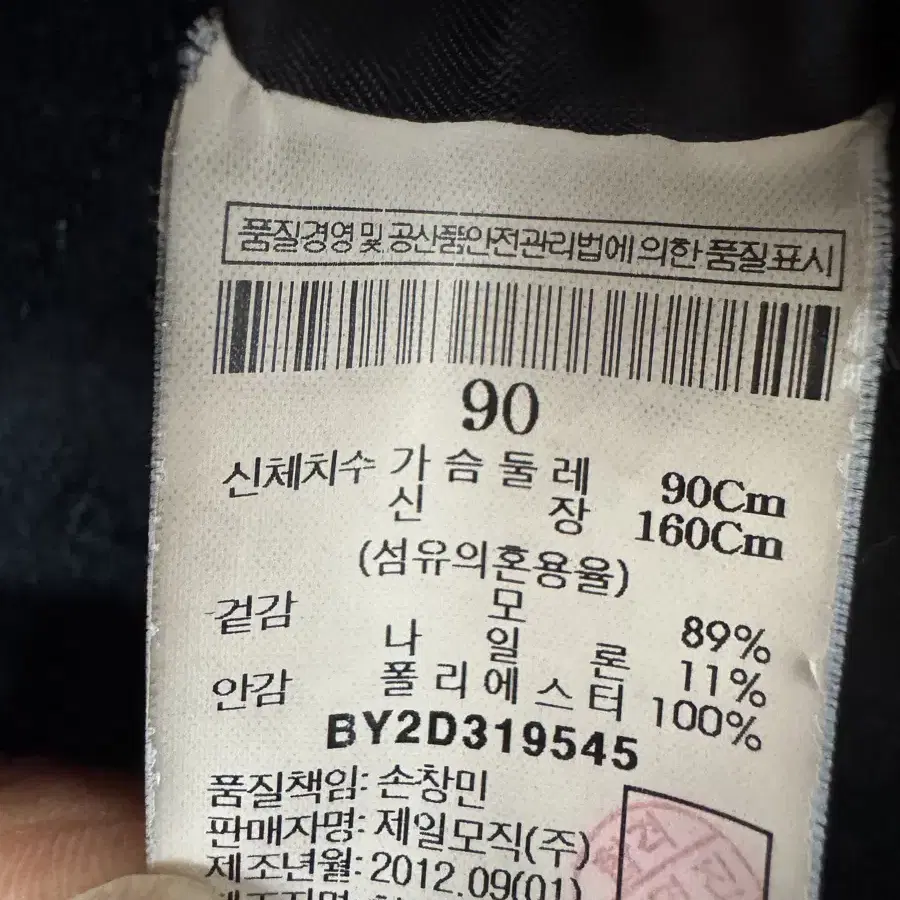 품질경영 및 공산품안전관리법에 의한 품질표시
90
신체치수 가슴둘레 90Cm
신장 160Cm
(섬유의혼용율)
겉감 모 89%
나일론 11%
안감 폴리에스터 100%
BY2D319545
품질책임: 손창민
판매자명: 제일모직(주)
제조년월: 2012.09(01)